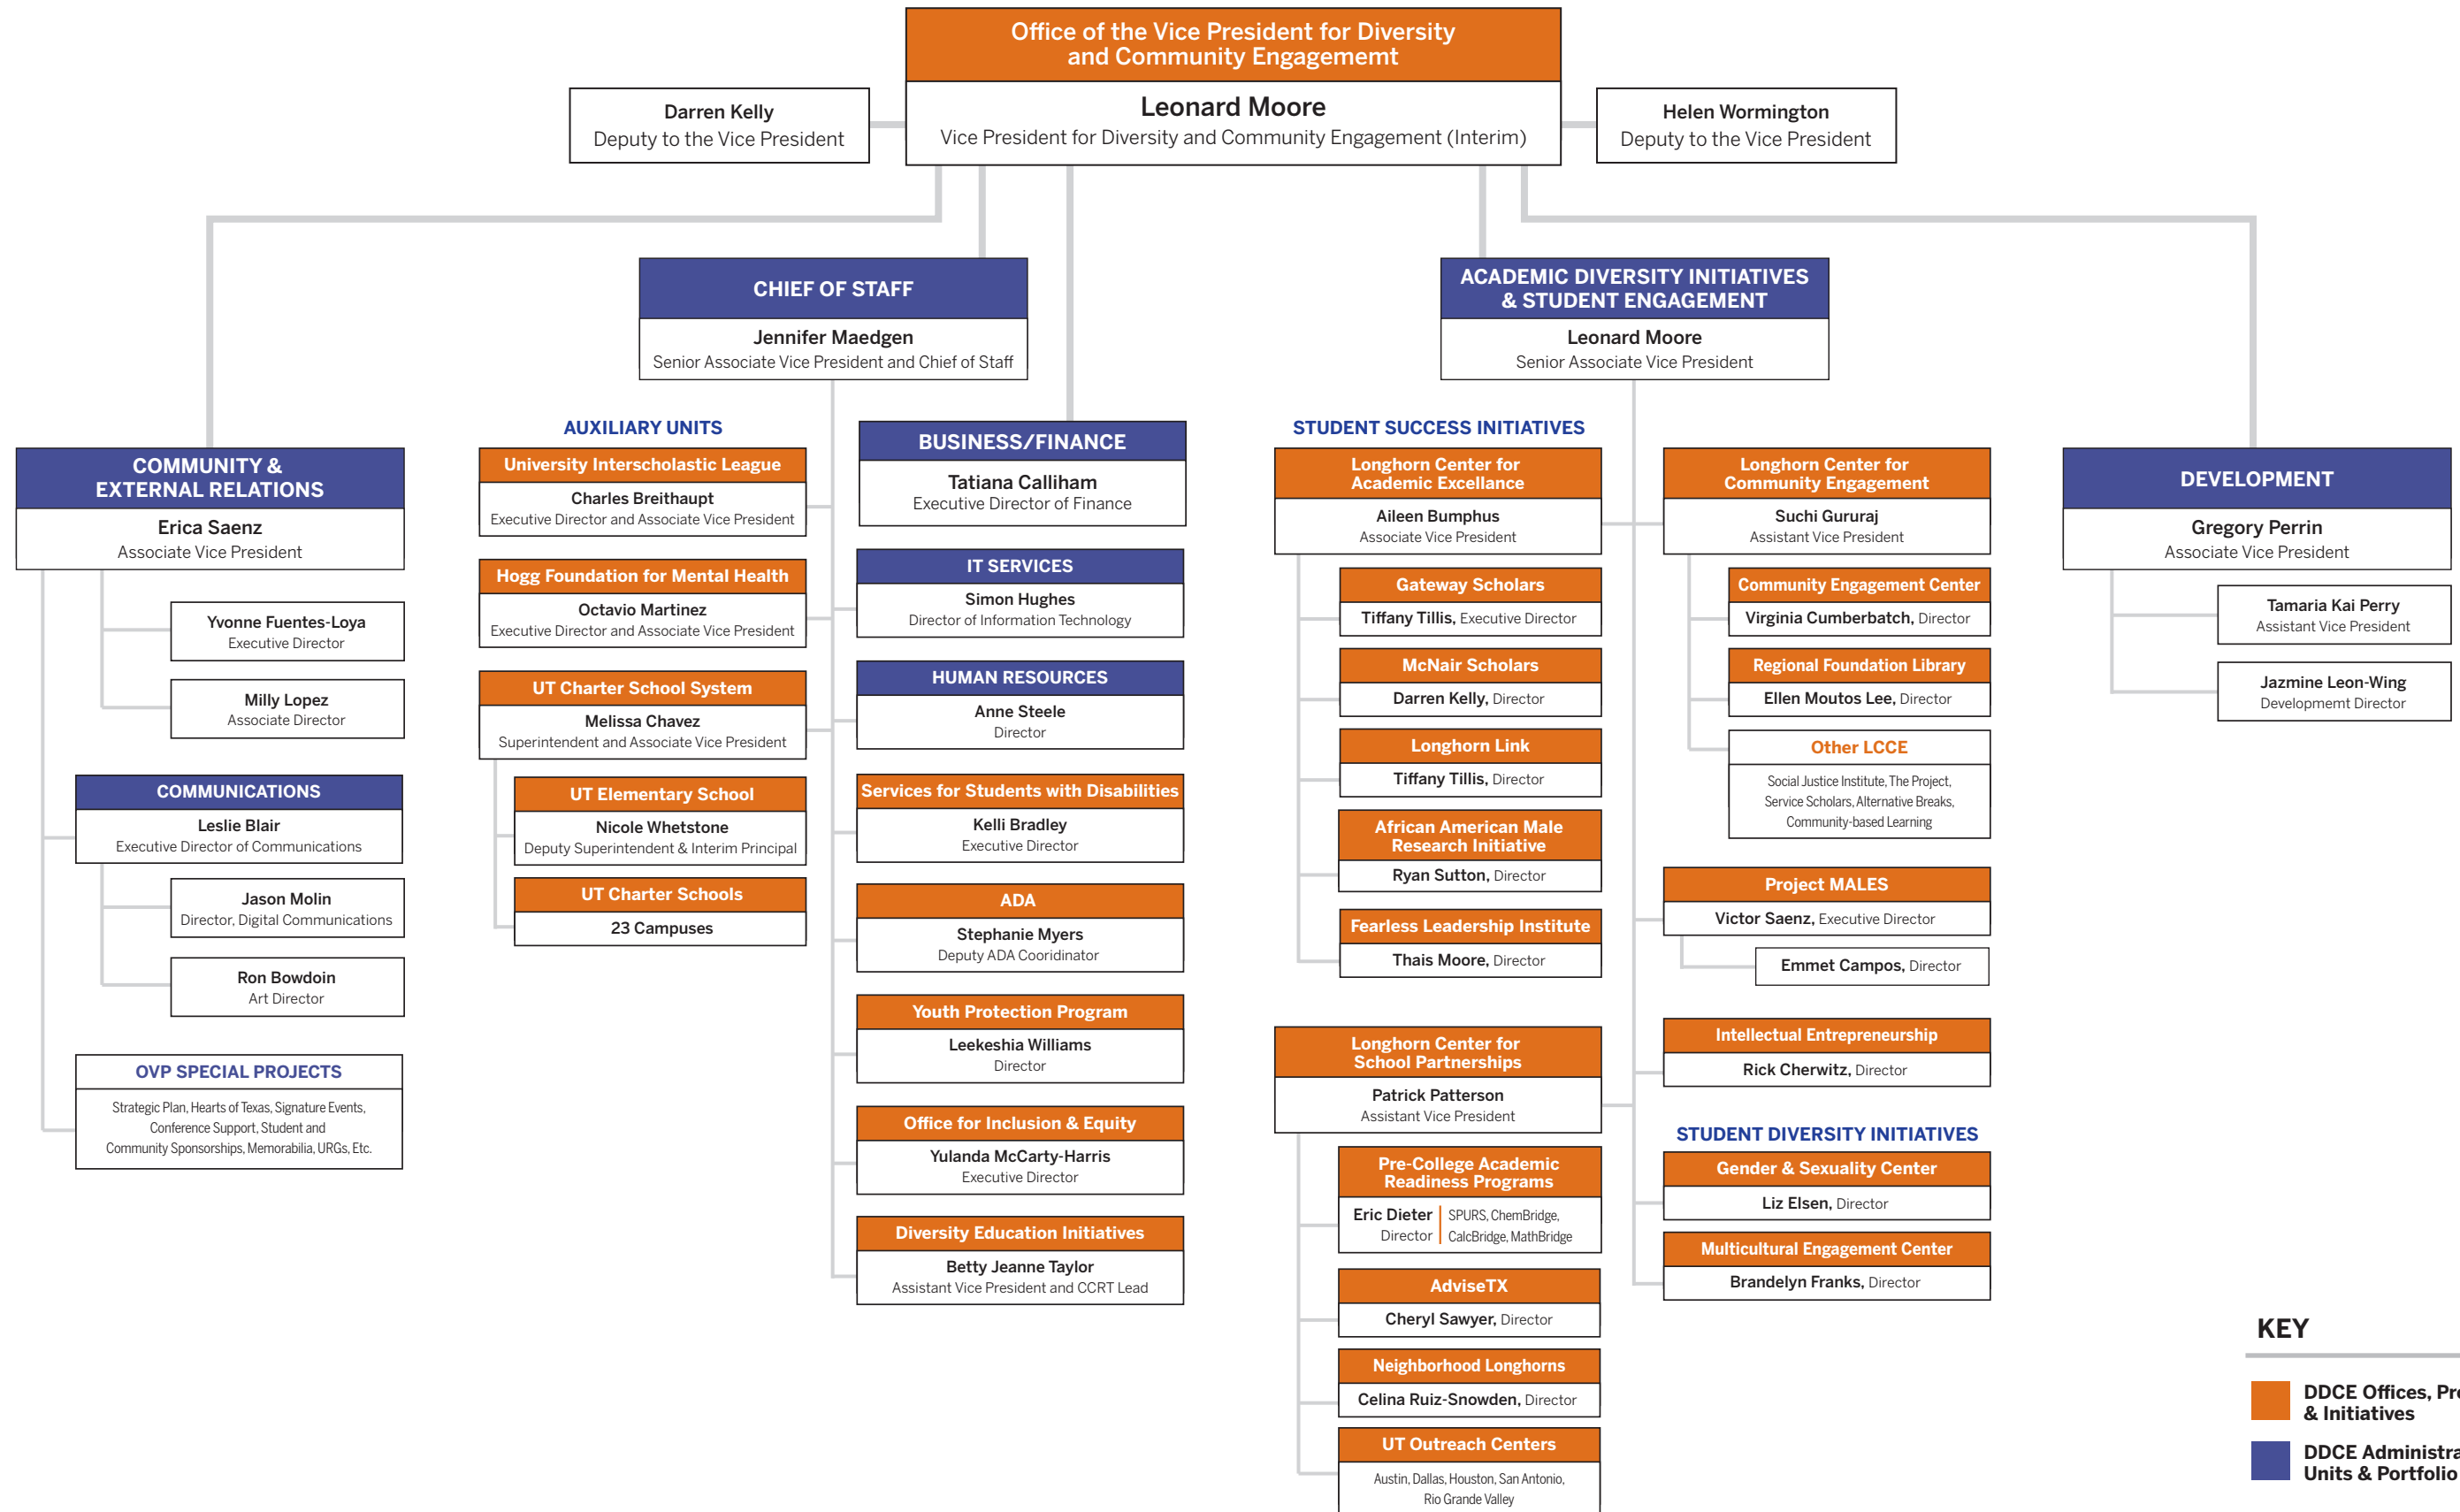 Office of the Vice President for Diversity
and Community Engagememt
Leonard Moore
Vice President for Diversity and Community Engagement (Interim)
Darren Kelly
Deputy to the Vice President
Helen Wormington
Deputy to the Vice President
CHIEF OF STAFF
Jennifer Maedgen
Senior Associate Vice President and Chief of Staff
ACADEMIC DIVERSITY INITIATIVES
& STUDENT ENGAGEMENT
Leonard Moore
Senior Associate Vice President
COMMUNITY &
EXTERNAL RELATIONS
Erica Saenz
Associate Vice President
Yvonne Fuentes-Loya
Executive Director
Milly Lopez
Associate Director
COMMUNICATIONS
Leslie Blair
Executive Director of Communications
Jason Molin
Director, Digital Communications
Ron Bowdoin
Art Director
OVP SPECIAL PROJECTS
Strategic Plan, Hearts of Texas, Signature Events,
Conference Support, Student and
Community Sponsorships, Memorabilia, URGs, Etc.
AUXILIARY UNITS
University Interscholastic League
Charles Breithaupt
Executive Director and Associate Vice President
Hogg Foundation for Mental Health
Octavio Martinez
Executive Director and Associate Vice President
UT Charter School System
Melissa Chavez
Superintendent and Associate Vice President
UT Elementary School
Nicole Whetstone
Deputy Superintendent & Interim Principal
UT Charter Schools
23 Campuses
BUSINESS/FINANCE
Tatiana Calliham
Executive Director of Finance
IT SERVICES
Simon Hughes
Director of Information Technology
HUMAN RESOURCES
Anne Steele
Director
Services for Students with Disabilities
Kelli Bradley
Executive Director
ADA
Stephanie Myers
Deputy ADA Cooridinator
Youth Protection Program
Leekeshia Williams
Director
Office for Inclusion & Equity
Yulanda McCarty-Harris
Executive Director
Diversity Education Initiatives
Betty Jeanne Taylor
Assistant Vice President and CCRT Lead
STUDENT SUCCESS INITIATIVES
Longhorn Center for
Academic Excellence
Aileen Bumphus
Associate Vice President
Gateway Scholars
Tiffany Tillis, Executive Director
McNair Scholars
Darren Kelly, Director
Longhorn Link
Tiffany Tillis, Director
African American Male
Research Initiative
Ryan Sutton, Director
Fearless Leadership Institute
Thais Moore, Director
Longhorn Center for
School Partnerships
Patrick Patterson
Assistant Vice President
Pre-College Academic
Readiness Programs
Eric Dieter
Director
SPURS, ChemBridge,
CalcBridge, MathBridge
AdviseTX
Cheryl Sawyer, Director
Neighborhood Longhorns
Celina Ruiz-Snowden, Director
UT Outreach Centers
Austin, Dallas, Houston, San Antonio,
Rio Grande Valley
Longhorn Center for
Community Engagement
Suchi Gururaj
Assistant Vice President
Community Engagement Center
Virginia Cumberbatch, Director
Regional Foundation Library
Ellen Moutos Lee, Director
Other LCCE
Social Justice Institute, The Project,
Service Scholars, Alternative Breaks,
Community-based Learning
Project MALES
Victor Saenz, Executive Director
Emmet Campos, Director
Intellectual Entrepreneurship
Rick Cherwitz, Director
STUDENT DIVERSITY INITIATIVES
Gender & Sexuality Center
Liz Elsen, Director
Multicultural Engagement Center
Brandelyn Franks, Director
DEVELOPMENT
Gregory Perrin
Associate Vice President
Tamaria Kai Perry
Assistant Vice President
Jazmine Leon-Wing
Developmemt Director
KEY
DDCE Offices,
& Initiatives
DDCE
Units & Portfolio